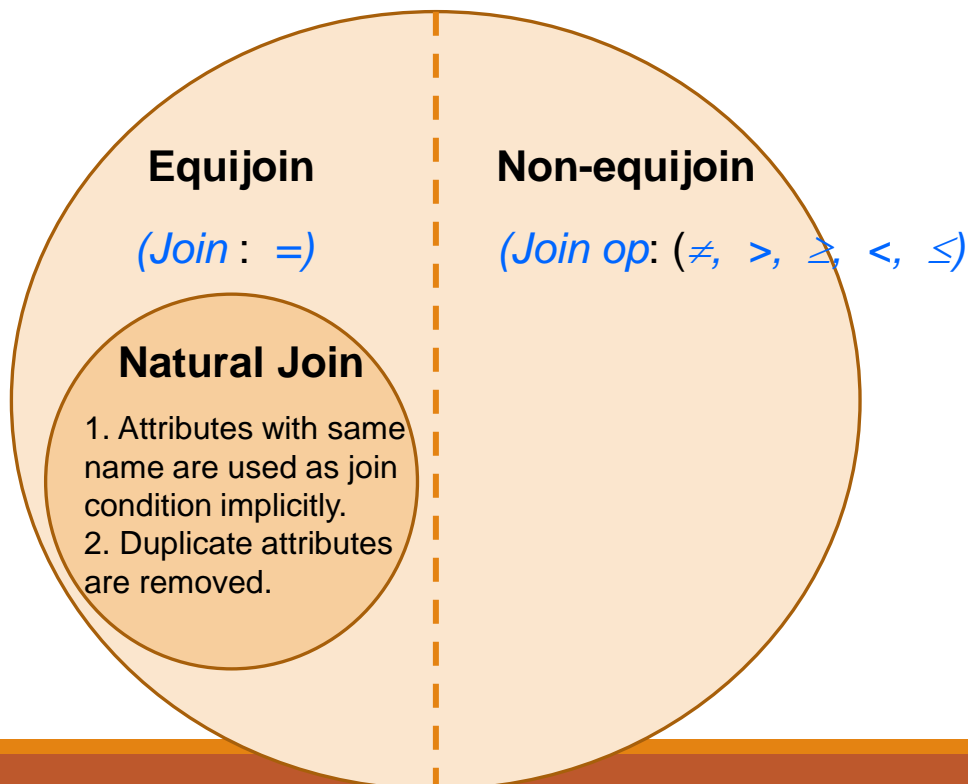 Equijoin
(Join : =)
Non-equijoin
(Join op: (≠, >, ≥, <, ≤)
Natural Join
1. Attributes with same
name are used as join
condition implicitly.
2. Duplicate attributes
are removed.